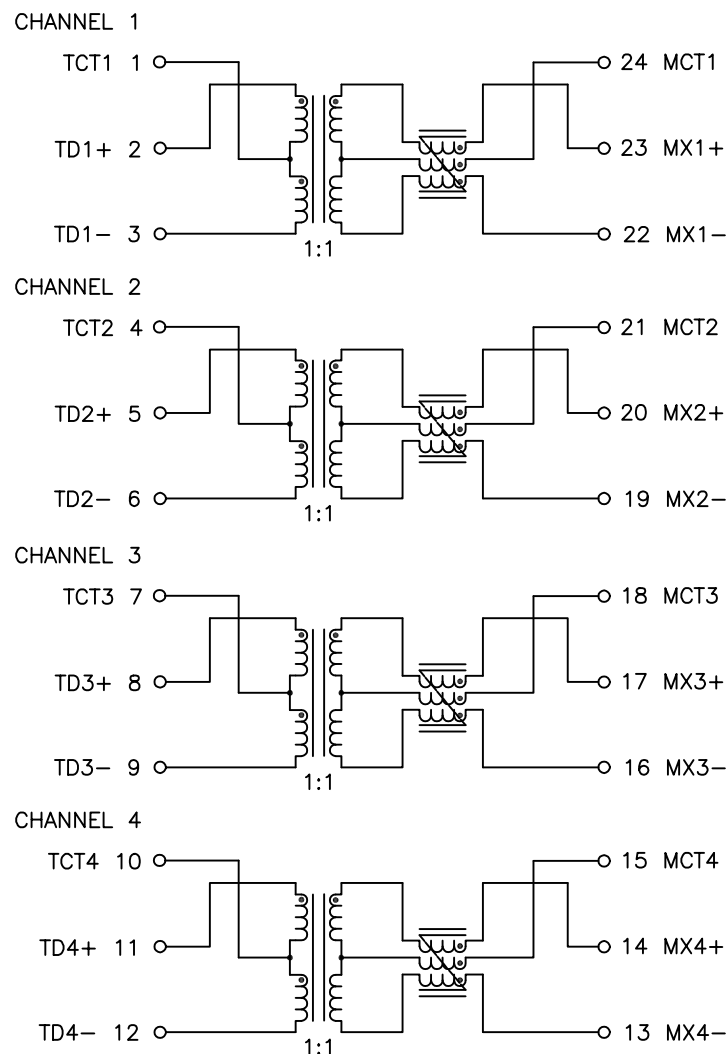 CHANNEL 1
TCT1 1 24 MCT1
TD1+ 2 23 MX1+
TD1− 3 22 MX1−
1:1
CHANNEL 2
TCT2 4 21 MCT2
TD2+ 5 20 MX2+
TD2− 6 19 MX2−
1:1
CHANNEL 3
TCT3 7 18 MCT3
TD3+ 8 17 MX3+
TD3− 9 16 MX3−
1:1
CHANNEL 4
TCT4 10 15 MCT4
TD4+ 11 14 MX4+
TD4− 12 13 MX4−
1:1